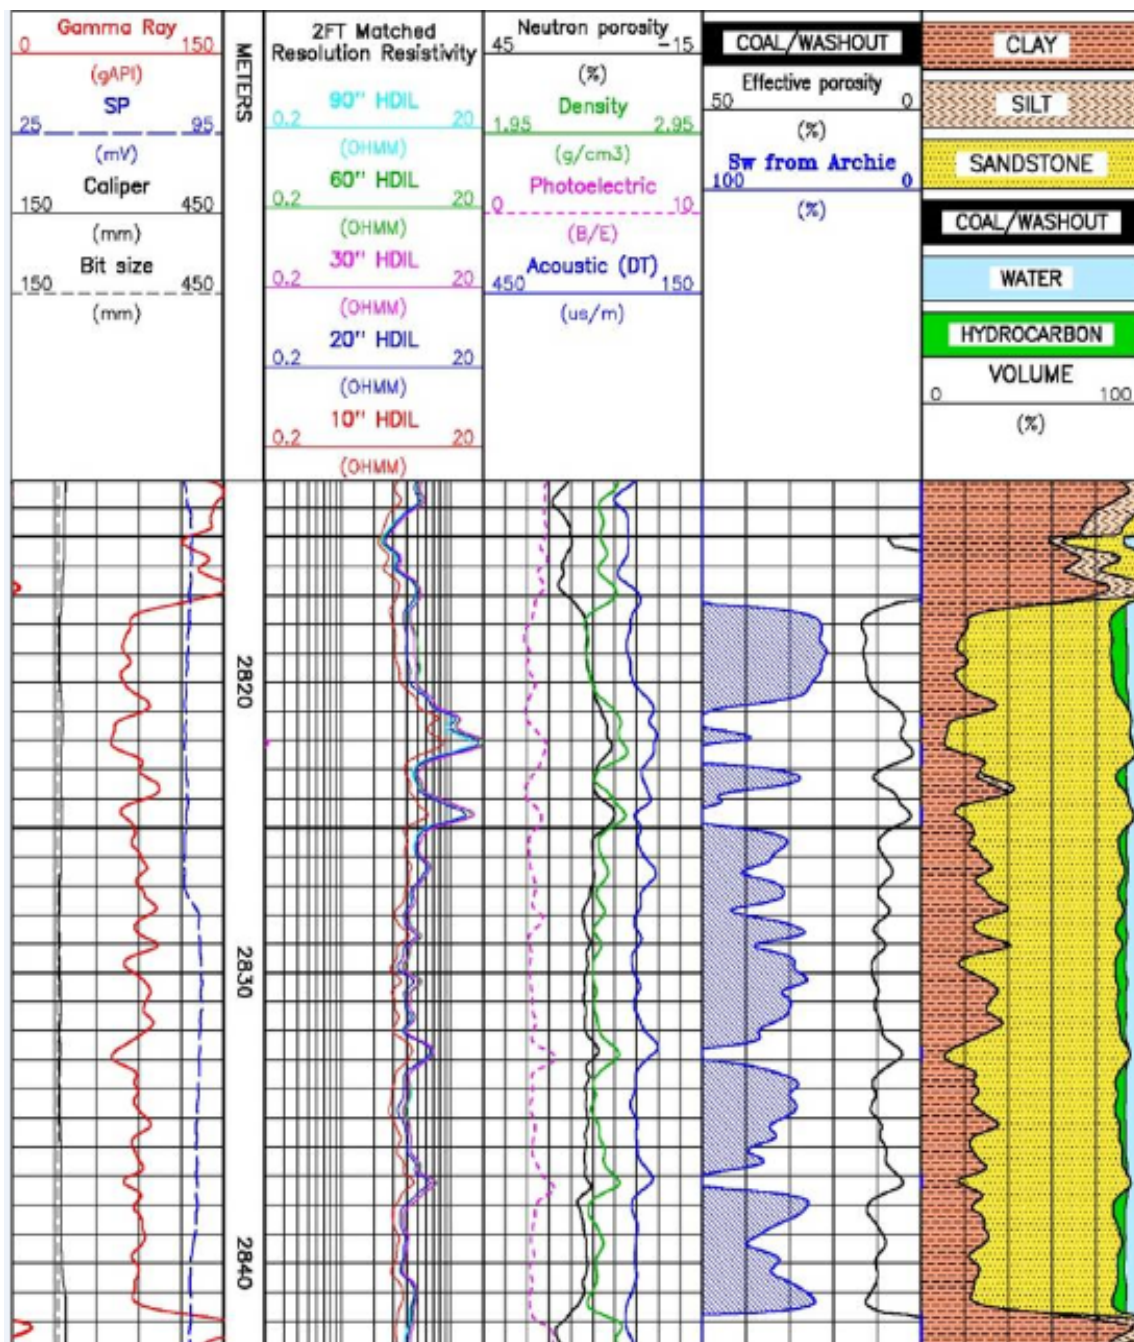 Gamma Ray
0 150
(gAPI)
SP
25 95
(mV)
Caliper
150 450
(mm)
Bit size
150 450
(mm)
METERS
2FT Matched
Resolution Resistivity
90" HDIL
0.2 20
(OHMM)
60" HDIL
0.2 20
(OHMM)
30" HDIL
0.2 20
(OHMM)
20" HDIL
0.2 20
(OHMM)
10" HDIL
0.2 20
(OHMM)
Neutron porosity
45 -15
(%)
Density
1.95 2.95
(g/cm3)
Photoelectric
0 10
(B/E)
Acoustic (DT)
450 150
(us/m)
COAL/WASHOUT
Effective porosity
50 0
(%)
Sw from Archie
100 0
(%)
CLAY
SILT
SANDSTONE
COAL/WASHOUT
WATER
HYDROCARBON
VOLUME
0 100
(%)
2820
2830
2840